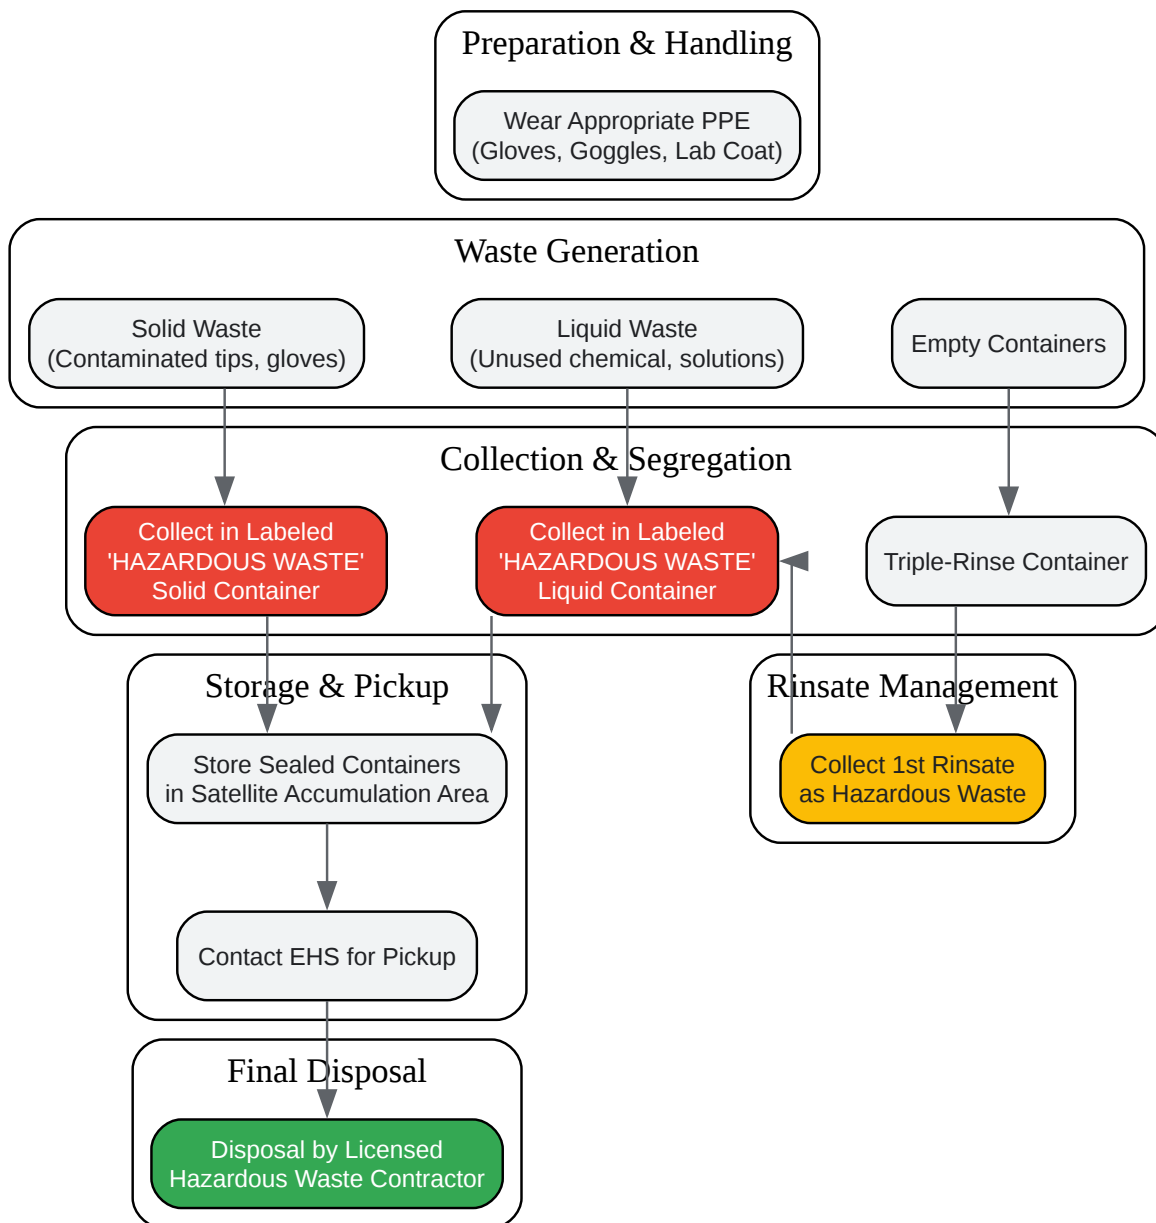 Preparation & Handling
Wear Appropriate PPE
(Gloves, Goggles, Lab Coat)
Waste Generation
Solid Waste
(Contaminated tips, gloves)
Liquid Waste
(Unused chemical, solutions)
Empty Containers
Collection & Segregation
Collect in Labeled
'HAZARDOUS WASTE'
Solid Container
Collect in Labeled
'HAZARDOUS WASTE'
Liquid Container
Triple-Rinse Container
Storage & Pickup
Store Sealed Containers
in Satellite Accumulation Area
Contact EHS for Pickup
Rinsate Management
Collect 1st Rinsate
as Hazardous Waste
Final Disposal
Disposal by Licensed
Hazardous Waste Contractor